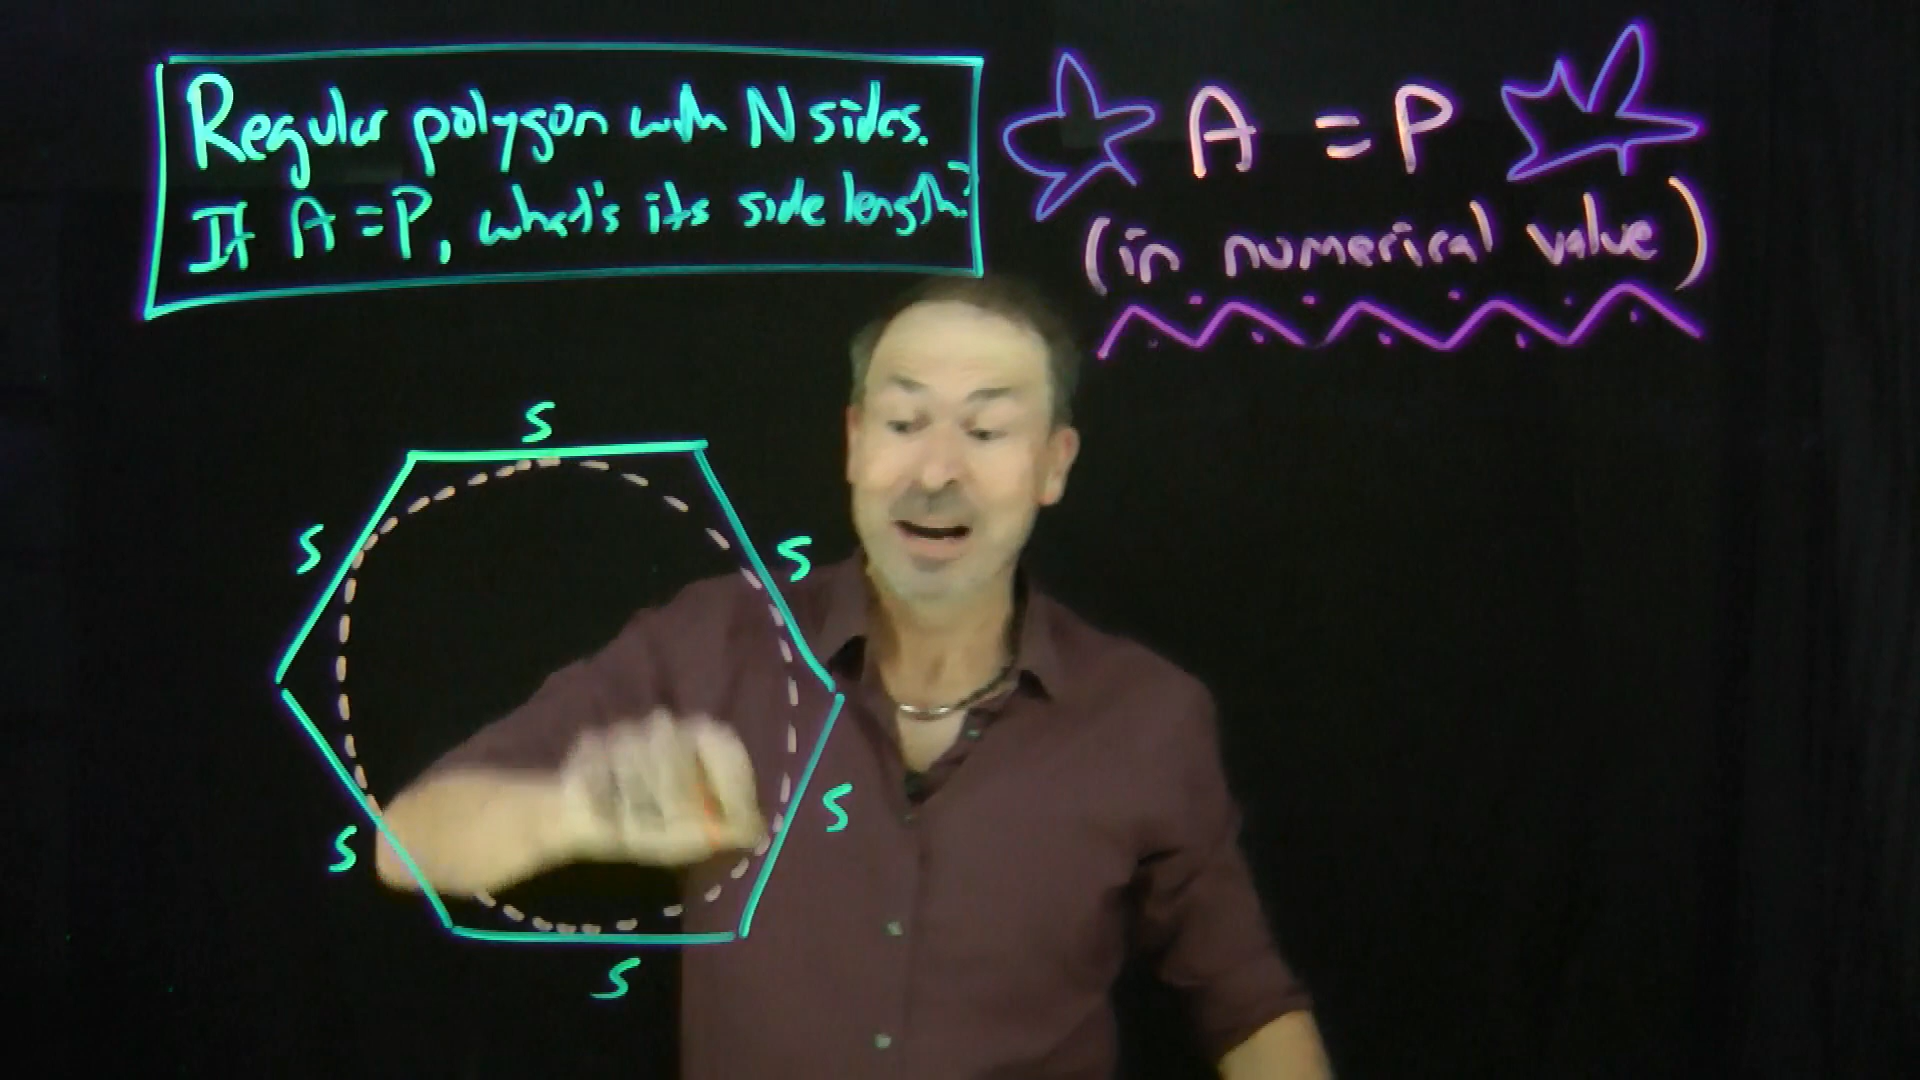 Regular polygon with N sides.
If A = P, what's its side length?
A = P
(in numerical value)
s
s
s
s
s
s